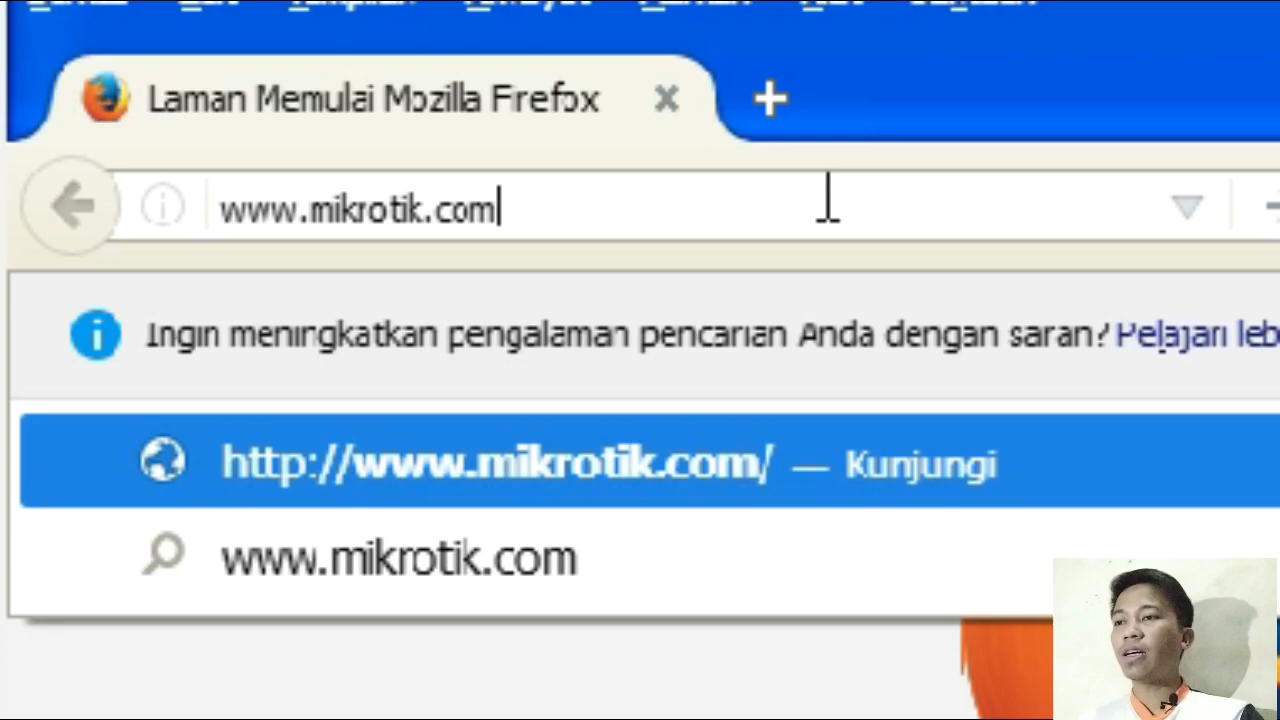 Laman Memulai Mozilla Firefox
www.mikrotik.com
Ingin meningkatkan pengalaman pencarian Anda dengan saran? Pelajari leb
http://www.mikrotik.com/ — Kunjungi
www.mikrotik.com